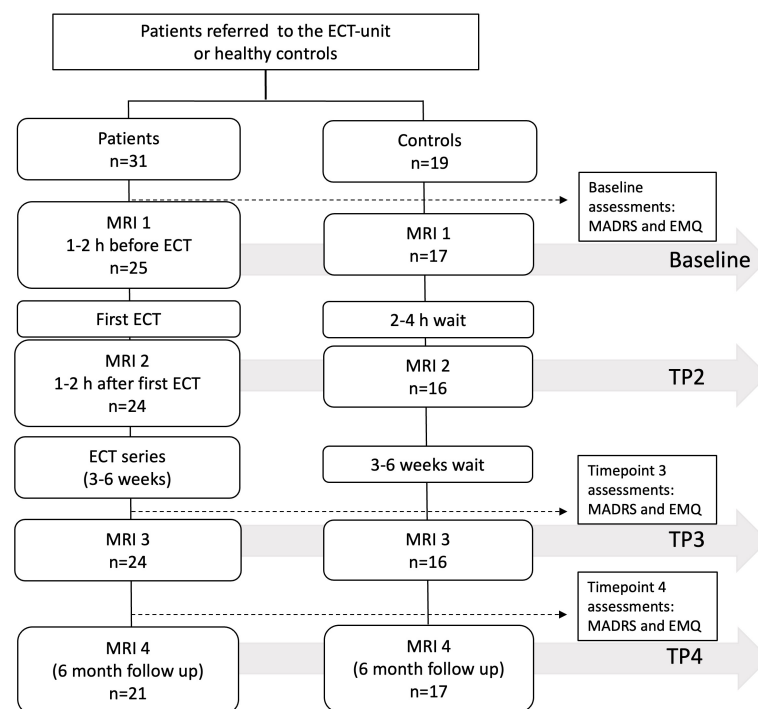 Patients referred to the ECT-unit
or healthy controls
Patients
n=31
Controls
n=19
Baseline
assessments:
MADRS and EMQ
MRI 1
1-2 h before ECT
n=25
MRI 1
n=17
Baseline
First ECT
2-4 h wait
MRI 2
1-2 h after first ECT
n=24
MRI 2
n=16
TP2
ECT series
(3-6 weeks)
3-6 weeks wait
Timepoint 3
assessments:
MADRS and EMQ
MRI 3
n=24
MRI 3
n=16
TP3
Timepoint 4
assessments:
MADRS and EMQ
MRI 4
(6 month follow up)
n=21
MRI 4
(6 month follow up)
n=17
TP4